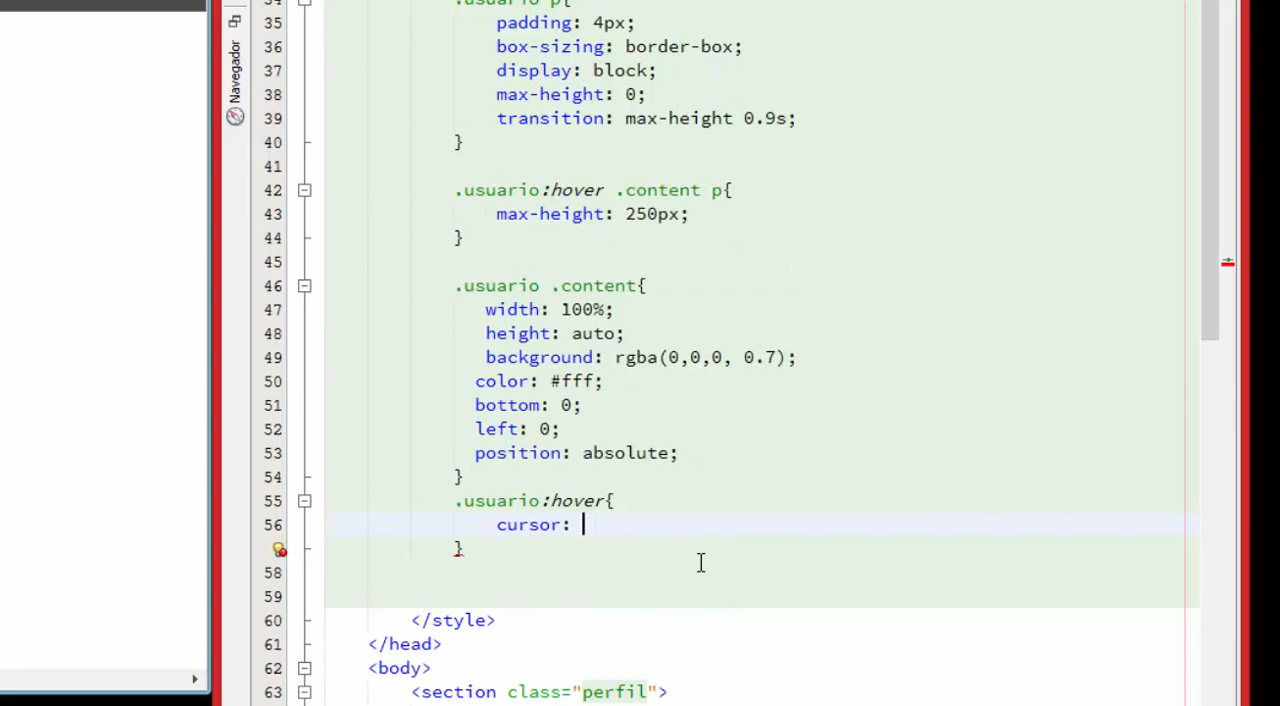 Navegador
34 .usuario p{
35 padding: 4px;
36 box-sizing: border-box;
37 display: block;
38 max-height: 0;
39 transition: max-height 0.9s;
40 }
41
42 .usuario:hover .content p{
43 max-height: 250px;
44 }
45
46 .usuario .content{
47 width: 100%;
48 height: auto;
49 background: rgba(0,0,0, 0.7);
50 color: #fff;
51 bottom: 0;
52 left: 0;
53 position: absolute;
54 }
55 .usuario:hover{
56 cursor:
}
58
59
60 </style>
61 </head>
62 <body>
63 <section class="perfil">